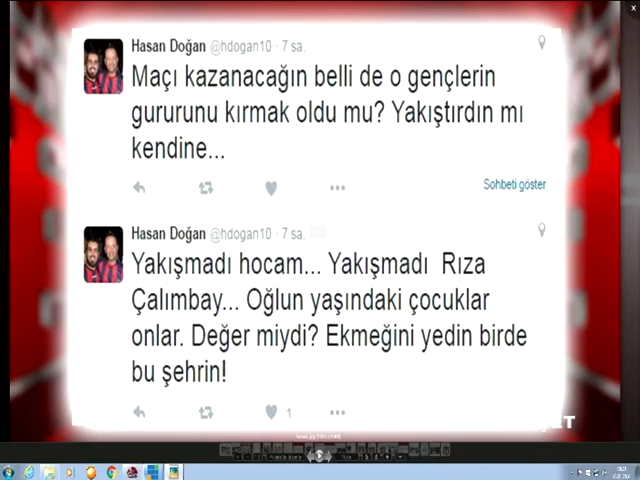 Hasan Doğan @hdogan10 · 7 sa.
Maçı kazanacağın belli de o gençlerin
gururunu kırmak oldu mu? Yakıştırdın mı
kendine...
Sohbeti göster
Hasan Doğan @hdogan10 · 7 sa.
Yakışmadı hocam... Yakışmadı Rıza
Çalımbay... Oğlun yaşındaki çocuklar
onlar. Değer miydi? Ekmeğini yedin birde
bu şehrin!
1